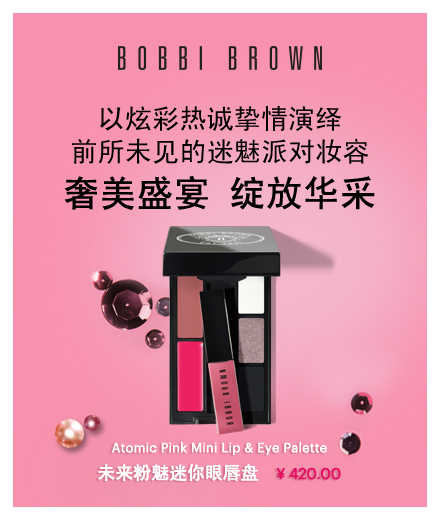 BOBBI BROWN
以炫彩热诚挚情演绎
前所未见的迷魅派对妆容
奢美盛宴 绽放华采
BOBBI BROWN
Atomic Pink Mini Lip & Eye Palette
未来粉魅迷你眼唇盘 ¥420.00